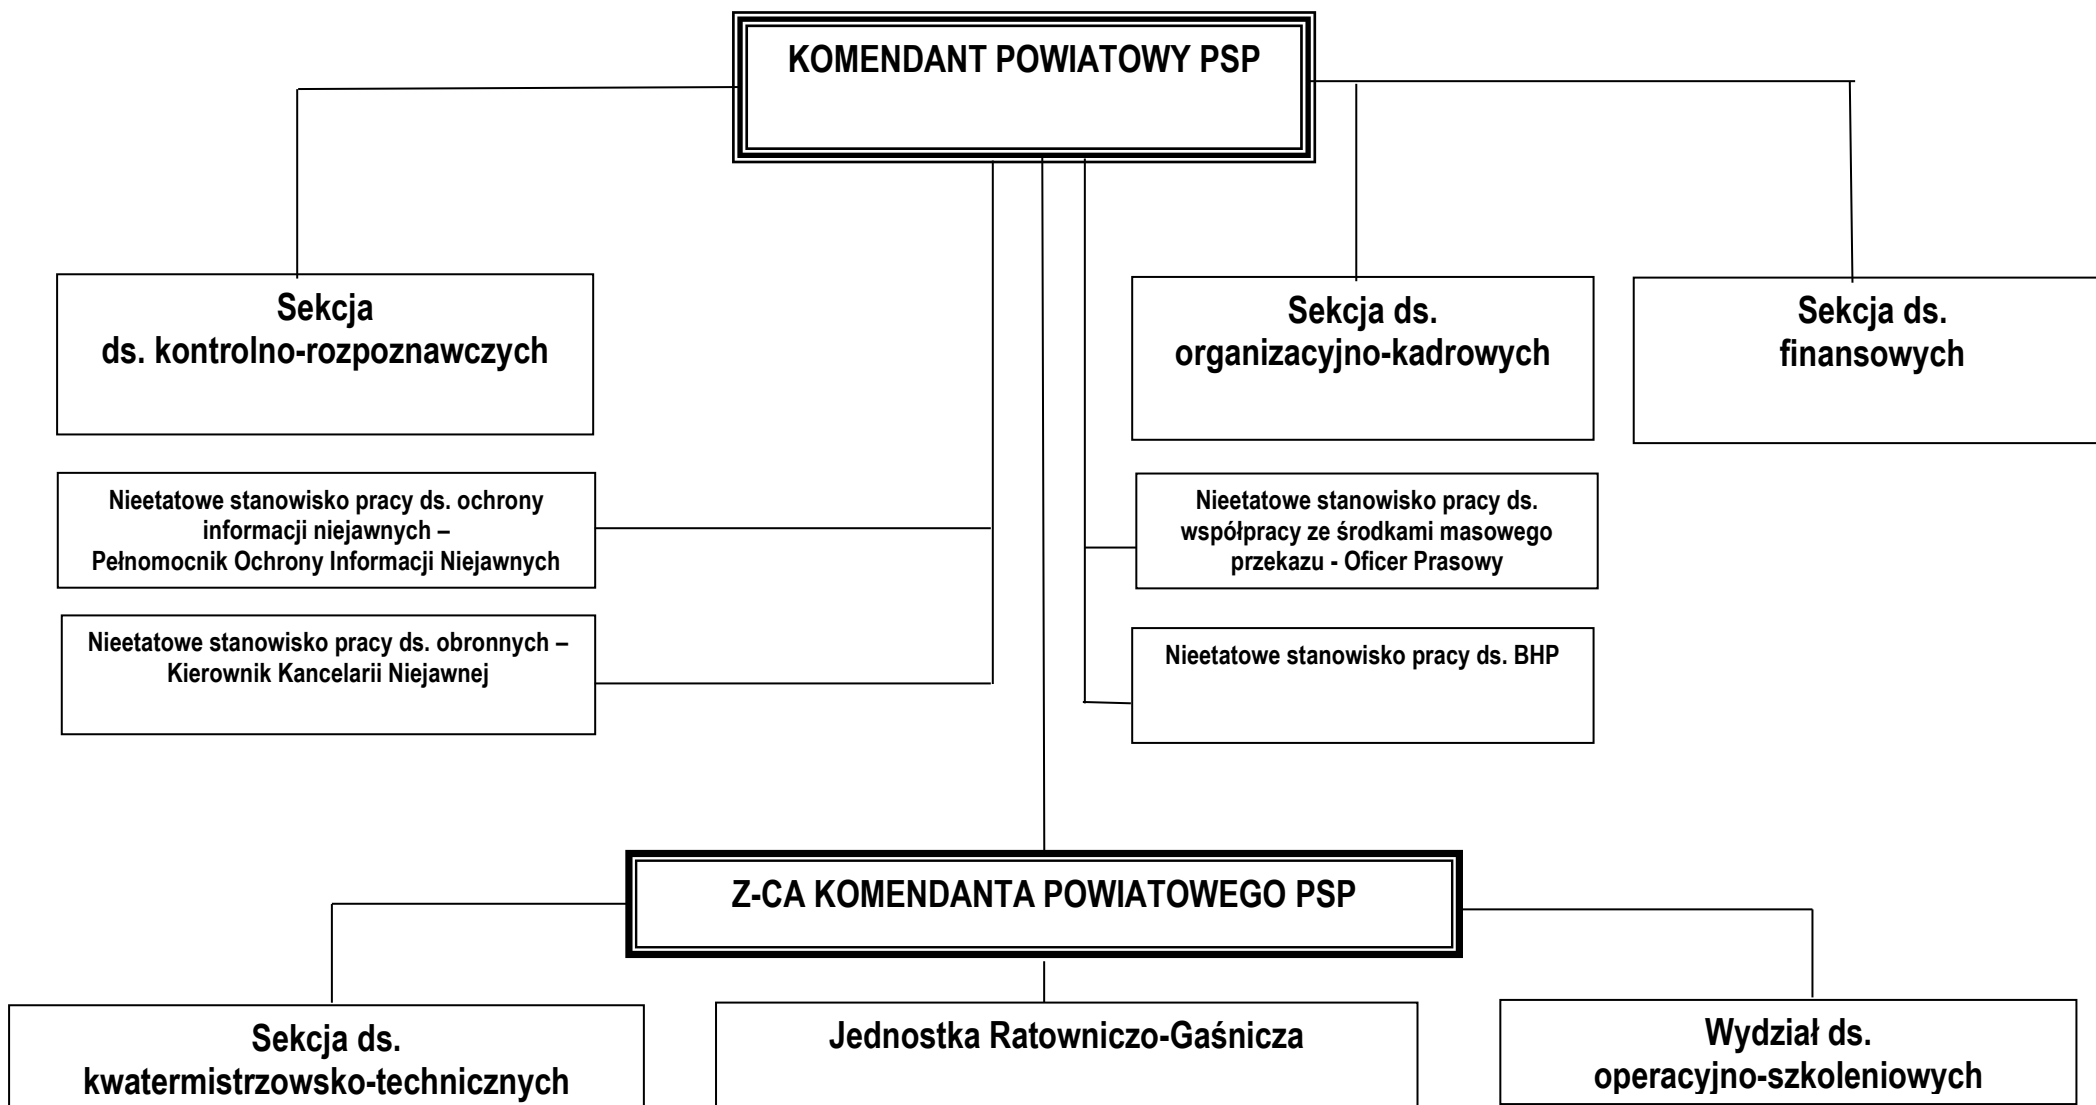 KOMENDANT POWIATOWY PSP
Sekcja
ds. kontrolno-rozpoznawczych
Sekcja ds.
organizacyjno-kadrowych
Sekcja ds.
finansowych
Nieetatowe stanowisko pracy ds. ochrony
informacji niejawnych –
Pełnomocnik Ochrony Informacji Niejawnych
Nieetatowe stanowisko pracy ds.
współpracy ze środkami masowego
przekazu - Oficer Prasowy
Nieetatowe stanowisko pracy ds. obronnych –
Kierownik Kancelarii Niejawnej
Nieetatowe stanowisko pracy ds. BHP
Z-CA KOMENDANTA POWIATOWEGO PSP
Sekcja ds.
kwatermistrzowsko-technicznych
Jednostka Ratowniczo-Gaśnicza
Wydział ds.
operacyjno-szkoleniowych